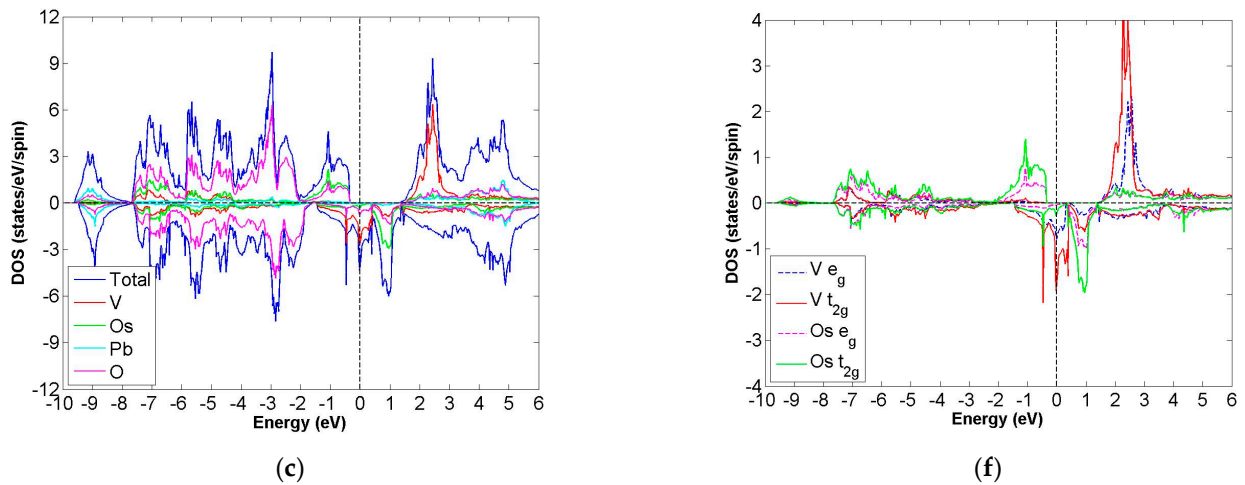 12
9
6
3
0
-3
-6
-9
-12
DOS (states/eV/spin)
Total
V
Os
Pb
O
-10 -9 -8 -7 -6 -5 -4 -3 -2 -1 0 1 2 3 4 5 6
Energy (eV)
(c)
4
3
2
1
0
-1
-2
-3
-4
DOS (states/eV/spin)
V eg
V t2g
Os eg
Os t2g
-10 -9 -8 -7 -6 -5 -4 -3 -2 -1 0 1 2 3 4 5 6
Energy (eV)
(f)